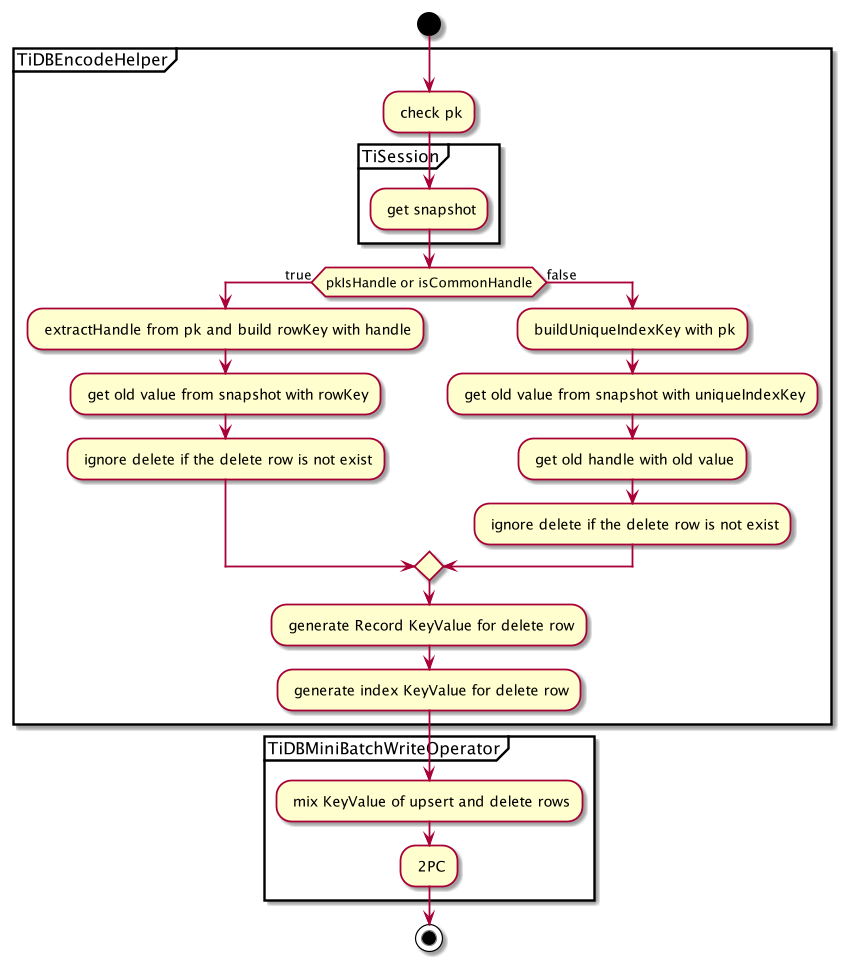 TiDBEncodeHelper
check pk
TiSession
get snapshot
true
pkIsHandle or isCommonHandle
false
extractHandle from pk and build rowKey with handle
buildUniqueIndexKey with pk
get old value from snapshot with rowKey
get old value from snapshot with uniqueIndexKey
ignore delete if the delete row is not exist
get old handle with old value
ignore delete if the delete row is not exist
generate Record KeyValue for delete row
generate index KeyValue for delete row
TiDBMiniBatchWriteOperator
mix KeyValue of upsert and delete rows
2PC